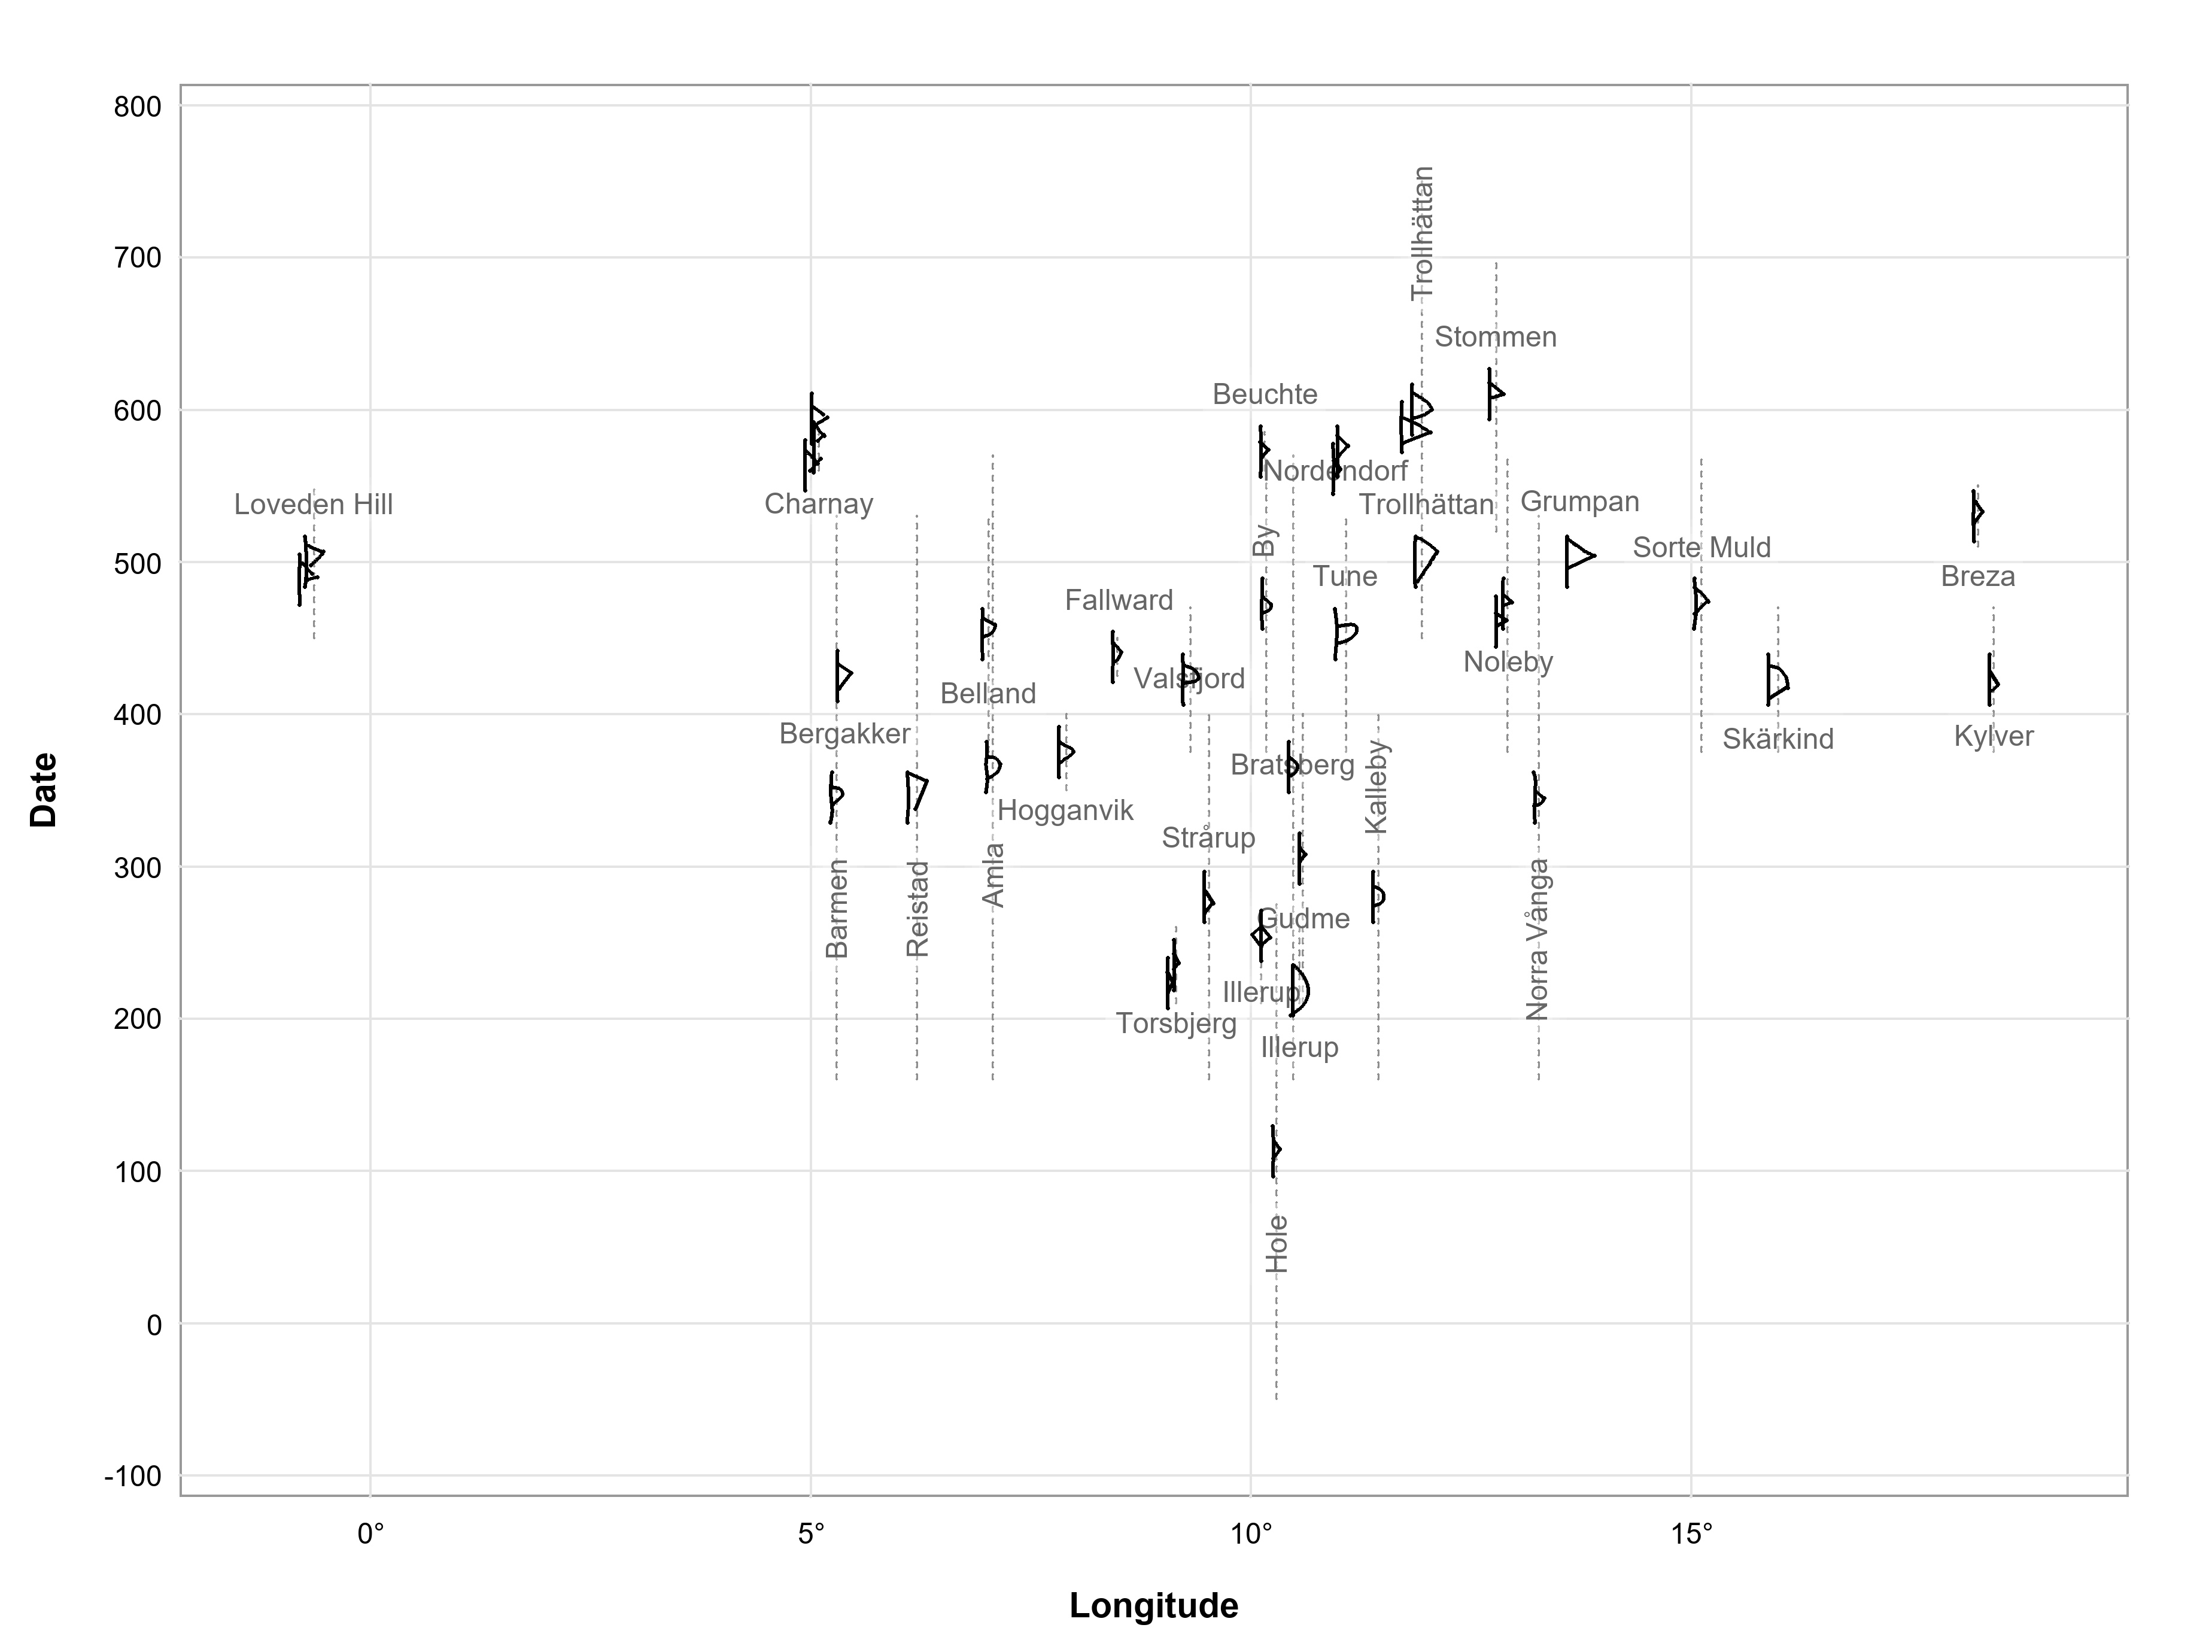 800
Trollhättan
700
Stommen
600
Beuchte
Nordendorf
Loveden Hill
Charnay
Trollhättan
Grumpan
By
500
Sorte Muld
Tune
Breza
Fallward
Noleby
Valsfjord
Belland
400
Bergakker
Skärkind
Kylver
Bratsberg
Kalleby
Hogganvik
Strårup
300
Barmen
Reistad
Amla
Norra Vånga
Gudme
Illerup
200
Torsbjerg
Illerup
100
Hole
0
-100
0°
5°
10°
15°
Date
Longitude